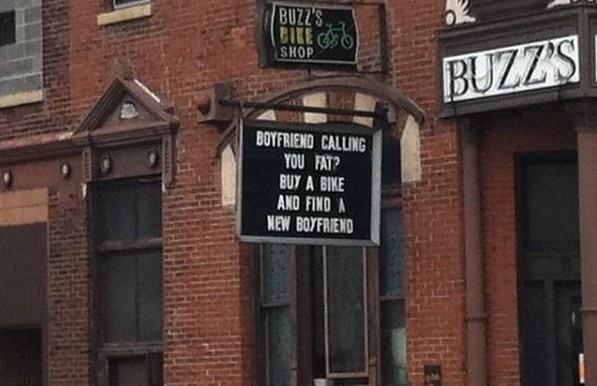 BUZZ'S
BIKE
SHOP
BUZZ'S
BOYFRIEND CALLING
YOU FAT?
BUY A BIKE
AND FIND A
NEW BOYFRIEND